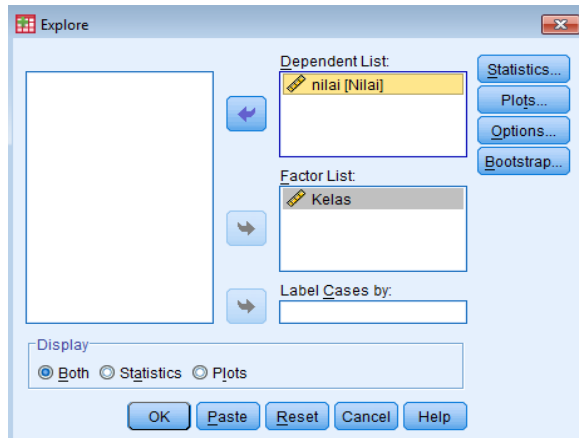 Explore
Dependent List:
nilai [Nilai]
Statistics...
Plots...
Options...
Bootstrap...
Factor List:
Kelas
Label Cases by:
Display
Both
Statistics
Plots
OK
Paste
Reset
Cancel
Help